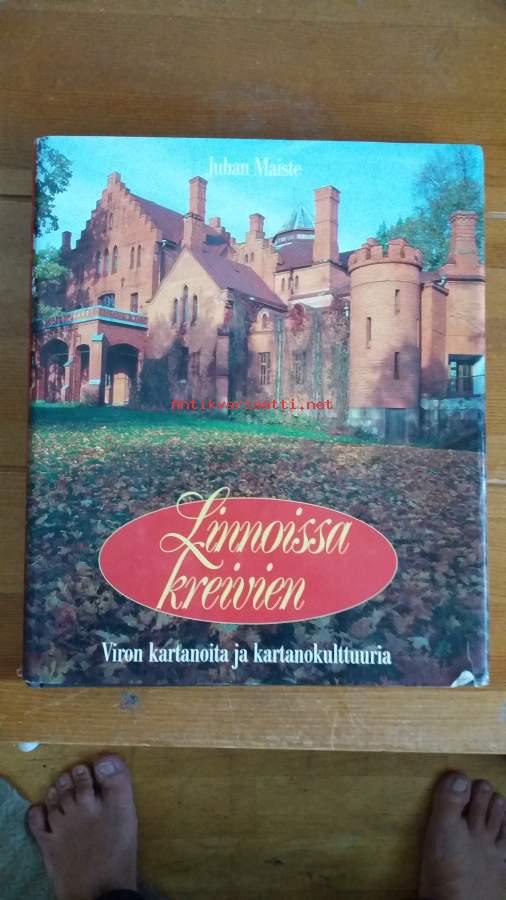 Juhan Maiste
Antikvariaatti.net
Linnoissa
kreivien
Viron kartanoita ja kartanokulttuuria